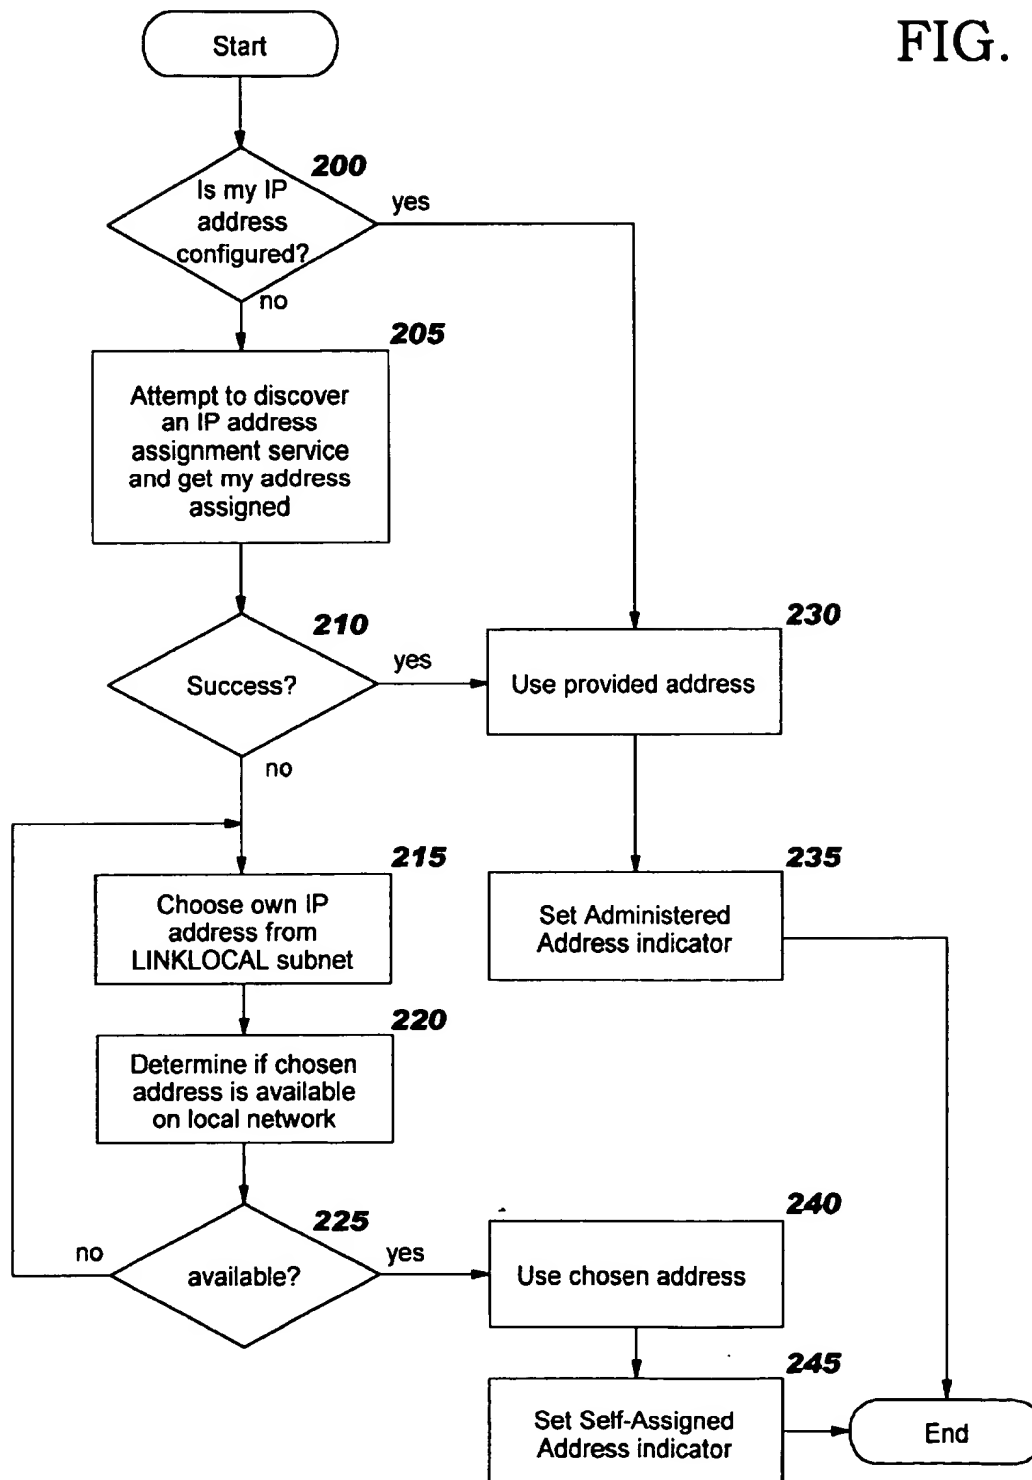 FIG.
Start
200
Is my IP
address
configured?
yes
no
205
Attempt to discover
an IP address
assignment service
and get my address
assigned
210
Success?
yes
no
230
Use provided address
235
Set Administered
Address indicator
215
Choose own IP
address from
LINKLOCAL subnet
220
Determine if chosen
address is available
on local network
225
available?
no
yes
240
Use chosen address
245
Set Self-Assigned
Address indicator
End